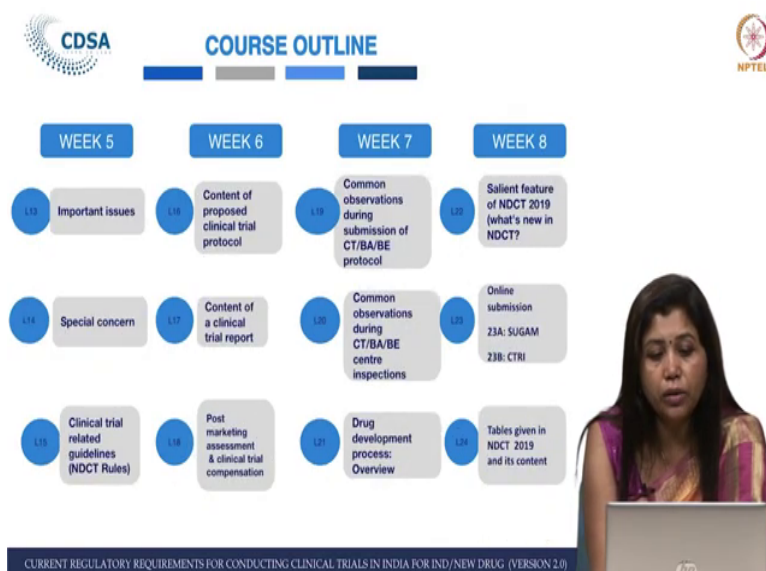 CDSA
COURSE OUTLINE
NPTEL
WEEK 5
WEEK 6
WEEK 7
WEEK 8
L13
Important issues
L16
Content of
proposed
clinical trial
protocol
L19
Common
observations
during
submission of
CT/BA/BE
protocol
L22
Salient feature
of NDCT 2019
(what's new in
NDCT?
L14
Special concern
L17
Content of
a clinical
trial report
L20
Common
observations
during
CT/BA/BE
centre
inspections
L23
Online
submission
23A: SUGAM
23B: CTRI
L15
Clinical trial
related
guidelines
(NDCT Rules)
L18
Post
marketing
assessment
& clinical trial
compensation
L21
Drug
development
process:
Overview
L24
Tables given in
NDCT 2019
and its content
CURRENT REGULATORY REQUIREMENTS FOR CONDUCTING CLINICAL TRIALS IN INDIA FOR IND/NEW DRUG (VERSION 2.0)
hp